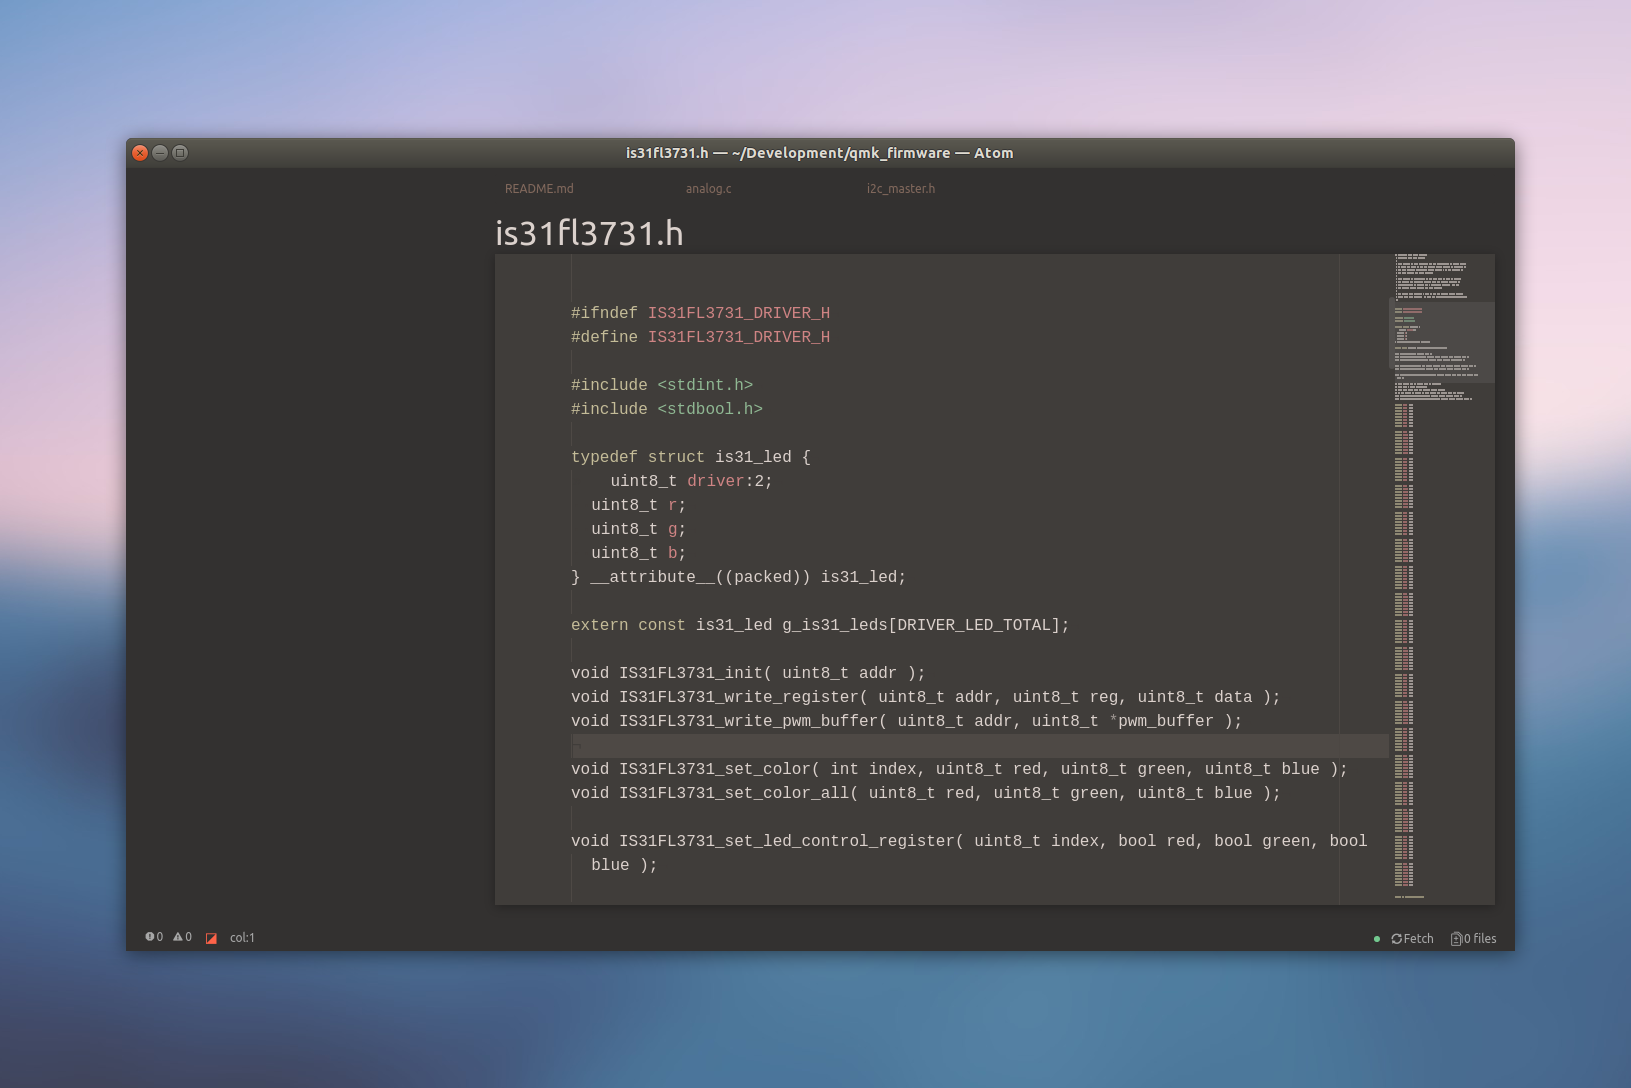 is31fl3731.h — ~/Development/qmk_firmware — Atom
README.md analog.c i2c_master.h
is31fl3731.h
#ifndef IS31FL3731_DRIVER_H
#define IS31FL3731_DRIVER_H
#include <stdint.h>
#include <stdbool.h>
typedef struct is31_led {
uint8_t driver:2;
uint8_t r;
uint8_t g;
uint8_t b;
} __attribute__((packed)) is31_led;
extern const is31_led g_is31_leds[DRIVER_LED_TOTAL];
void IS31FL3731_init( uint8_t addr );
void IS31FL3731_write_register( uint8_t addr, uint8_t reg, uint8_t data );
void IS31FL3731_write_pwm_buffer( uint8_t addr, uint8_t *pwm_buffer );
¬
void IS31FL3731_set_color( int index, uint8_t red, uint8_t green, uint8_t blue );
void IS31FL3731_set_color_all( uint8_t red, uint8_t green, uint8_t blue );
void IS31FL3731_set_led_control_register( uint8_t index, bool red, bool green, bool
blue );
0 0 col:1 Fetch 0 files